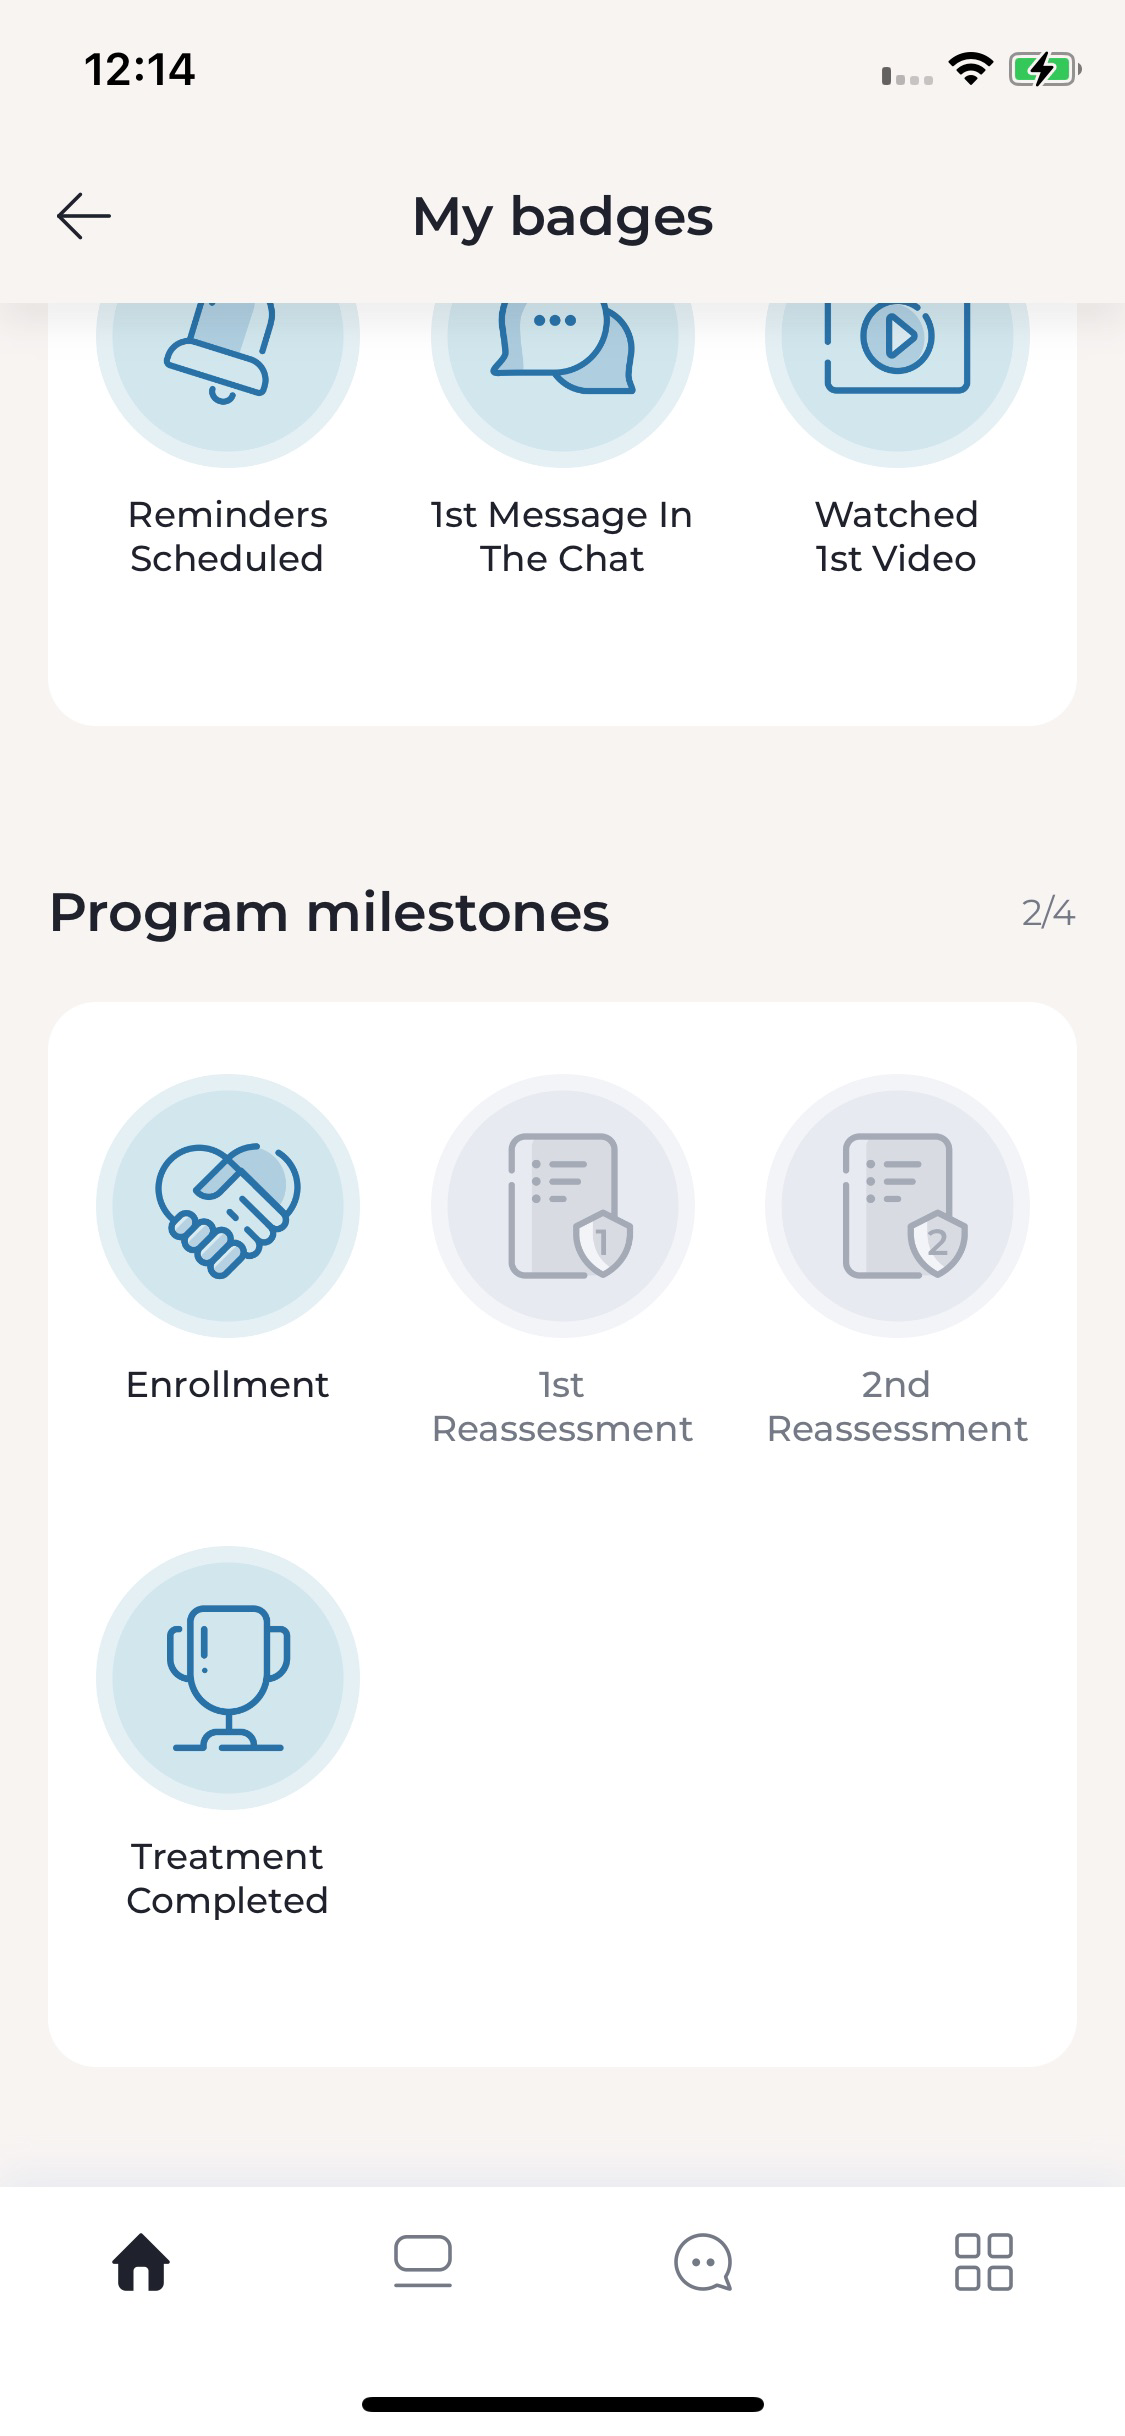 12:14
My badges
Reminders
Scheduled
1st Message In
The Chat
Watched
1st Video
Program milestones
2/4
Enrollment
1
1st
Reassessment
2
2nd
Reassessment
Treatment
Completed